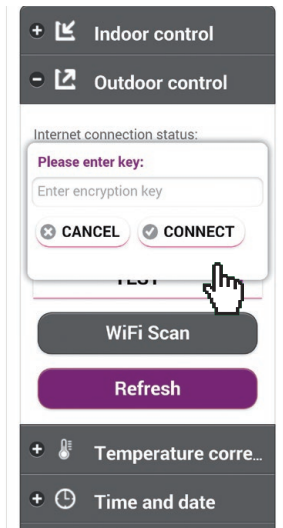 Indoor control
Outdoor control
Internet connection status:
Please enter key:
Enter encryption key
CANCEL CONNECT
TEST
WiFi Scan
Refresh
Temperature corre...
Time and date